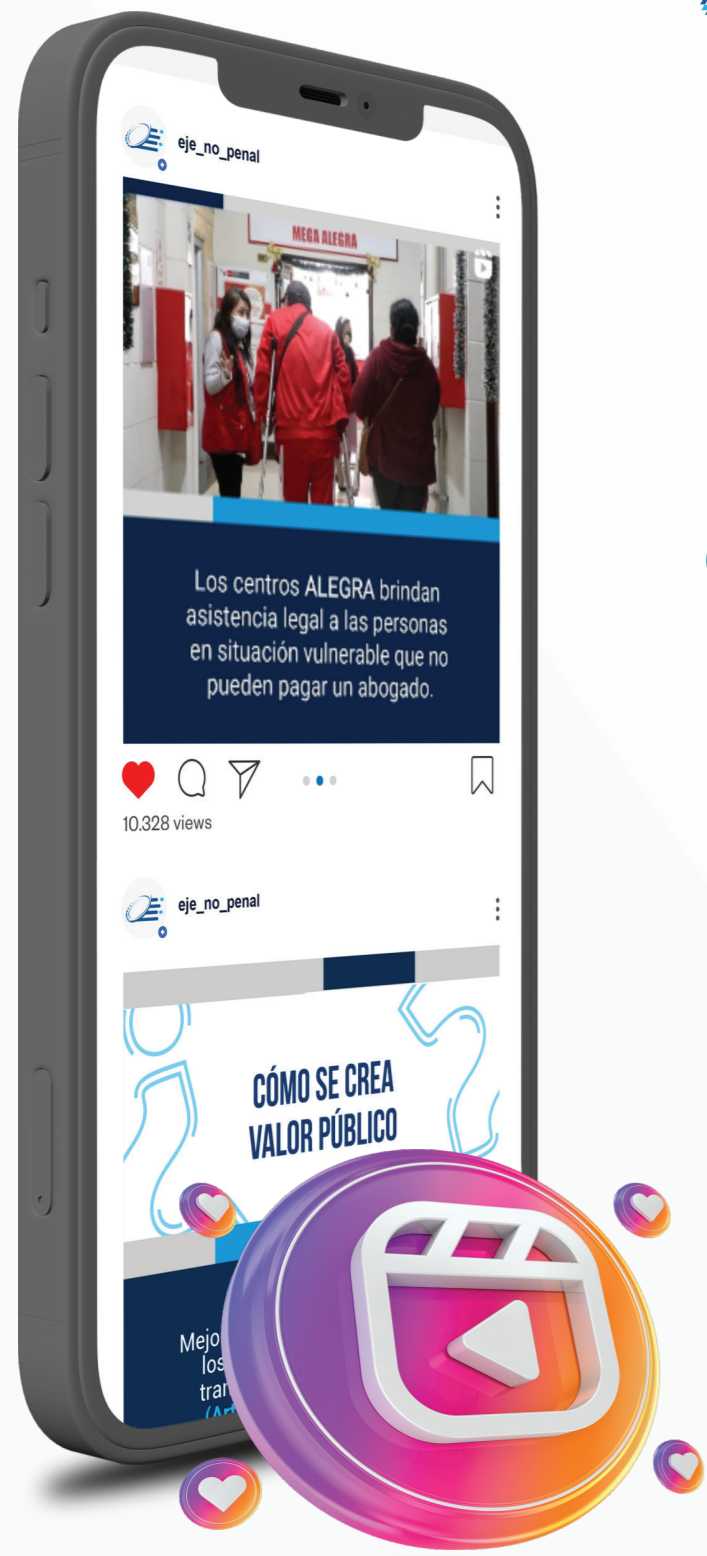 eje_no_penal
MEGA ALEGRA
Los centros ALEGRA brindan
asistencia legal a las personas
en situación vulnerable que no
pueden pagar un abogado.
10.328 views
eje_no_penal
CÓMO SE CREA
VALOR PÚBLICO
los